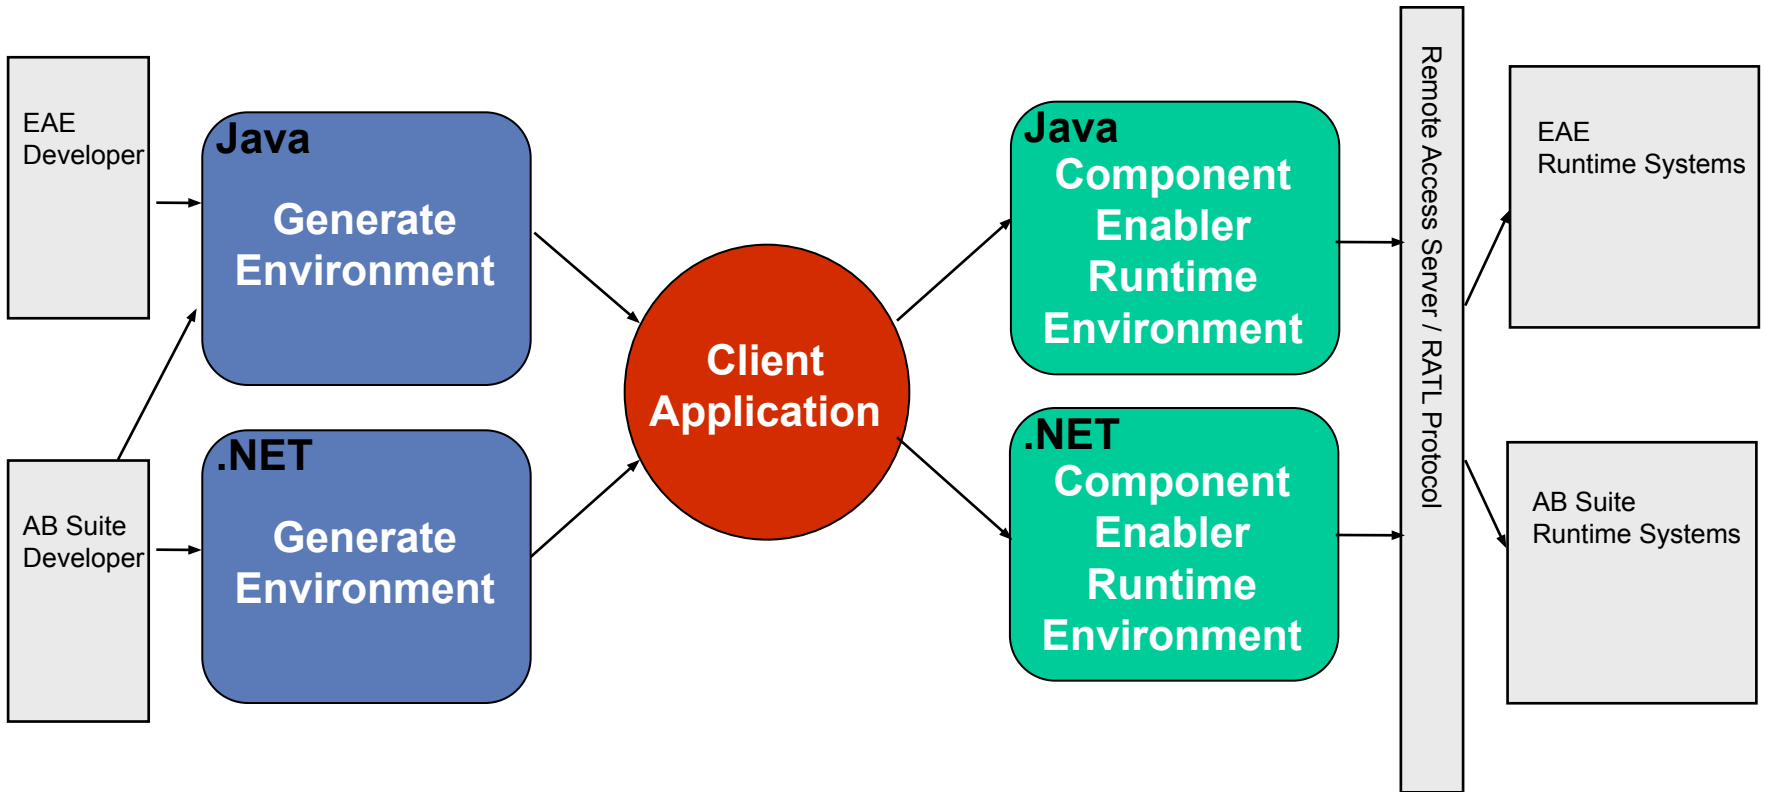 EAE
Developer
AB Suite
Developer
Java
Generate
Environment
.NET
Generate
Environment
Client
Application
Java
Component
Enabler
Runtime
Environment
.NET
Component
Enabler
Runtime
Environment
Remote Access Server / RATL Protocol
EAE
Runtime Systems
AB Suite
Runtime Systems